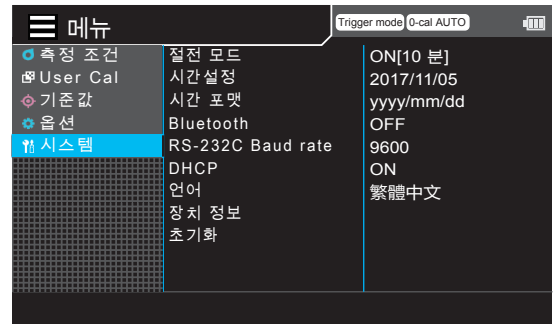 메뉴
Trigger mode 0-cal AUTO
측정 조건
User Cal
기준값
옵션
시스템
절전 모드 ON[10 분]
시간설정 2017/11/05
시간 포맷 yyyy/mm/dd
Bluetooth OFF
RS-232C Baud rate 9600
DHCP ON
언어 繁體中文
장치 정보
초기화